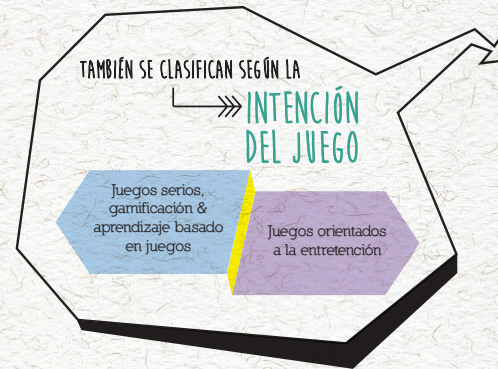 TAMBIÉN SE CLASIFICAN SEGÚN LA
INTENCIÓN
DEL JUEGO
Juegos serios,
gamificación &
aprendizaje basado
en juegos
Juegos orientados
a la entretención